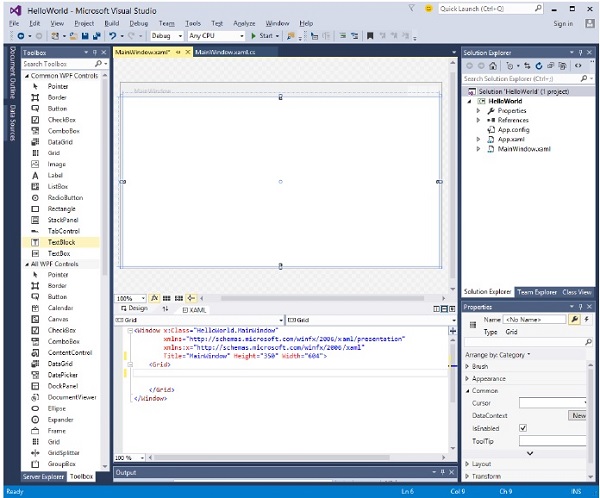 HelloWorld - Microsoft Visual Studio
Quick Launch (Ctrl+Q)
File Edit View Project Build Debug Team Tools Test Analyze Window Help
Sign in
Debug Any CPU Start
Document Outline
Data Sources
Toolbox
Search Toolbox
Common WPF Controls
Pointer
Border
Button
CheckBox
ComboBox
DataGrid
Grid
Image
Label
ListBox
RadioButton
Rectangle
StackPanel
TabControl
TextBlock
TextBox
All WPF Controls
Pointer
Border
Button
Calendar
Canvas
CheckBox
ComboBox
ContentControl
DataGrid
DatePicker
DockPanel
DocumentViewer
Ellipse
Expander
Frame
Grid
GridSplitter
GroupBox
Server Explorer Toolbox
MainWindow.xaml* MainWindow.xaml.cs
MainWindow
100%
Design XAML
Grid Grid
<Window x:Class="HelloWorld.MainWindow"
xmlns="http://schemas.microsoft.com/winfx/2006/xaml/presentation"
xmlns:x="http://schemas.microsoft.com/winfx/2006/xaml"
Title="MainWindow" Height="350" Width="604">
<Grid>
</Grid>
</Window>
100 %
Output
Solution Explorer
Search Solution Explorer (Ctrl+;)
Solution 'HelloWorld' (1 project)
HelloWorld
Properties
References
App.config
App.xaml
MainWindow.xaml
Solution Explorer Team Explorer Class View
Properties
Name <No Name>
Type Grid
Arrange by: Category
Brush
Appearance
Common
Cursor
DataContext New
IsEnabled
ToolTip
Layout
Transform
Ready Ln 6 Col 9 Ch 9 INS